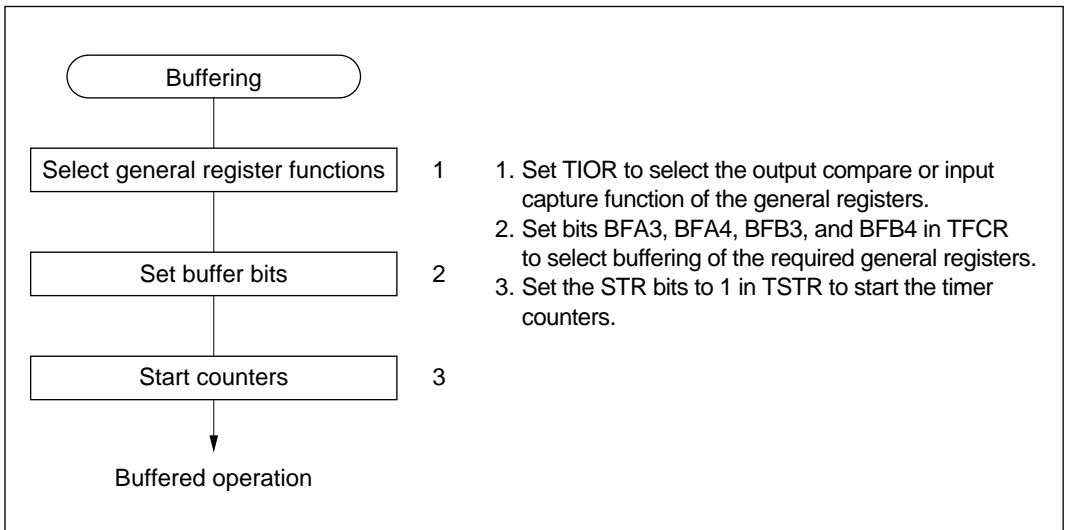 Buffering
Select general register functions 1
Set buffer bits 2
Start counters 3
Buffered operation
1. Set TIOR to select the output compare or input
capture function of the general registers.
2. Set bits BFA3, BFA4, BFB3, and BFB4 in TFCR
to select buffering of the required general registers.
3. Set the STR bits to 1 in TSTR to start the timer
counters.